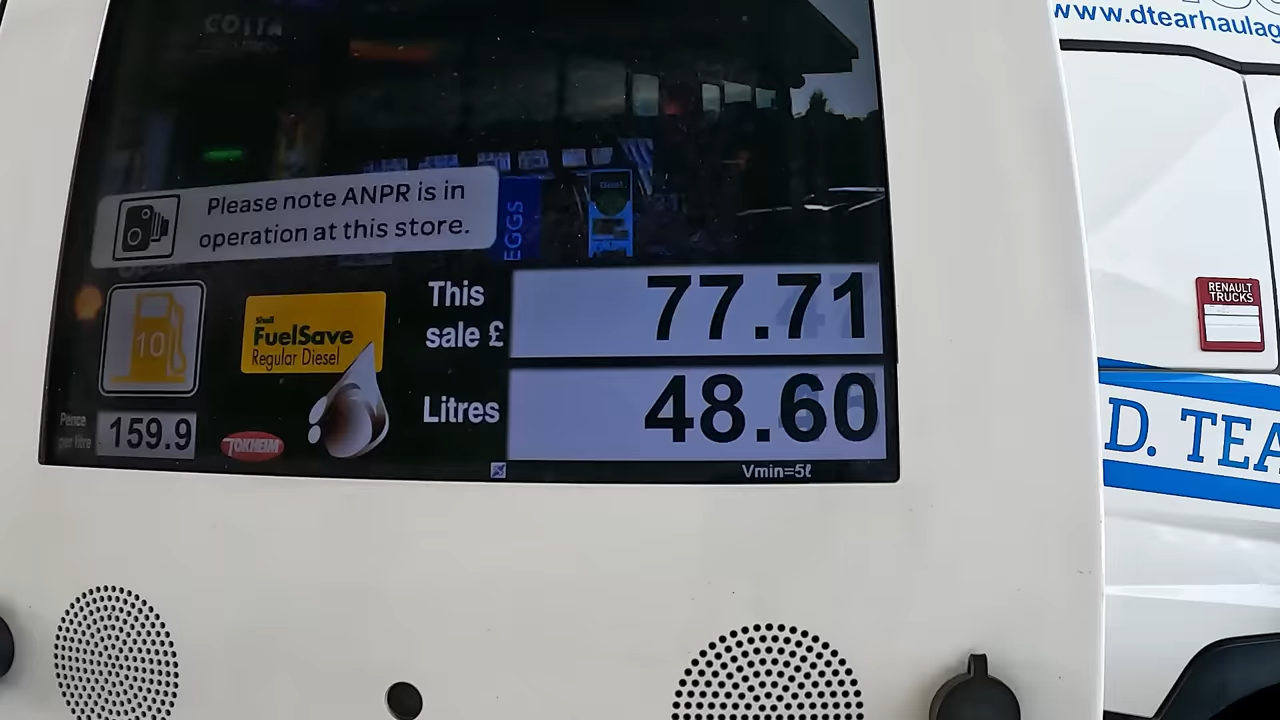 COSTA
www.dtearhaulag
Please note ANPR is in
operation at this store.
EGGS
RENAULT
TRUCKS
10
Shell
FuelSave
Regular Diesel
This
sale £
77.71
Litres
48.60
Pence
per litre
159.9
TOKHEIM
Vmin=5ℓ
D. TEA